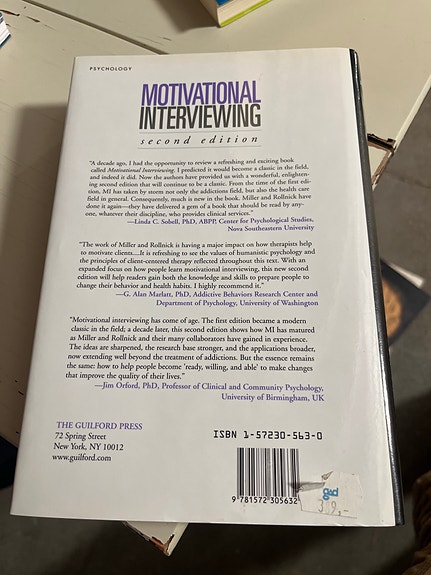 PSYCHOLOGY
MOTIVATIONAL
INTERVIEWING
second edition
"A decade ago, I had the opportunity to review a refreshing and exciting book
called Motivational Interviewing. I predicted it would become a classic in the field,
and indeed it did. Now the authors have provided us with a wonderful, enlighten-
ing second edition that will continue to be a classic. From the time of the first edi-
tion, MI has taken by storm not only the addictions field, but also the health care
field in general. Consequently, much is new in the book. Miller and Rollnick have
done it again—they have delivered a gem of a book that should be read by any-
one, whatever their discipline, who provides clinical services."
—Linda C. Sobell, PhD, ABPP, Center for Psychological Studies,
Nova Southeastern University
"The work of Miller and Rollnick is having a major impact on how therapists help
to motivate clients....It is refreshing to see the values of humanistic psychology and
the principles of client-centered therapy reflected throughout this text. With an
expanded focus on how people learn motivational interviewing, this new second
edition will help readers gain both the knowledge and skills to prepare people to
change their behavior and health habits. I highly recommend it."
—G. Alan Marlatt, PhD, Addictive Behaviors Research Center and
Department of Psychology, University of Washington
"Motivational interviewing has come of age. The first edition became a modern
classic in the field; a decade later, this second edition shows how MI has matured
as Miller and Rollnick and their many collaborators have gained in experience.
The ideas are sharpened, the research base stronger, and the applications broader,
now extending well beyond the treatment of addictions. But the essence remains
the same: how to help people become 'ready, willing, and able' to make changes
that improve the quality of their lives."
—Jim Orford, PhD, Professor of Clinical and Community Psychology,
University of Birmingham, UK
THE GUILFORD PRESS
72 Spring Street
New York, NY 10012
www.guilford.com
ISBN 1-57230-563-0
9 781572 305632
gad